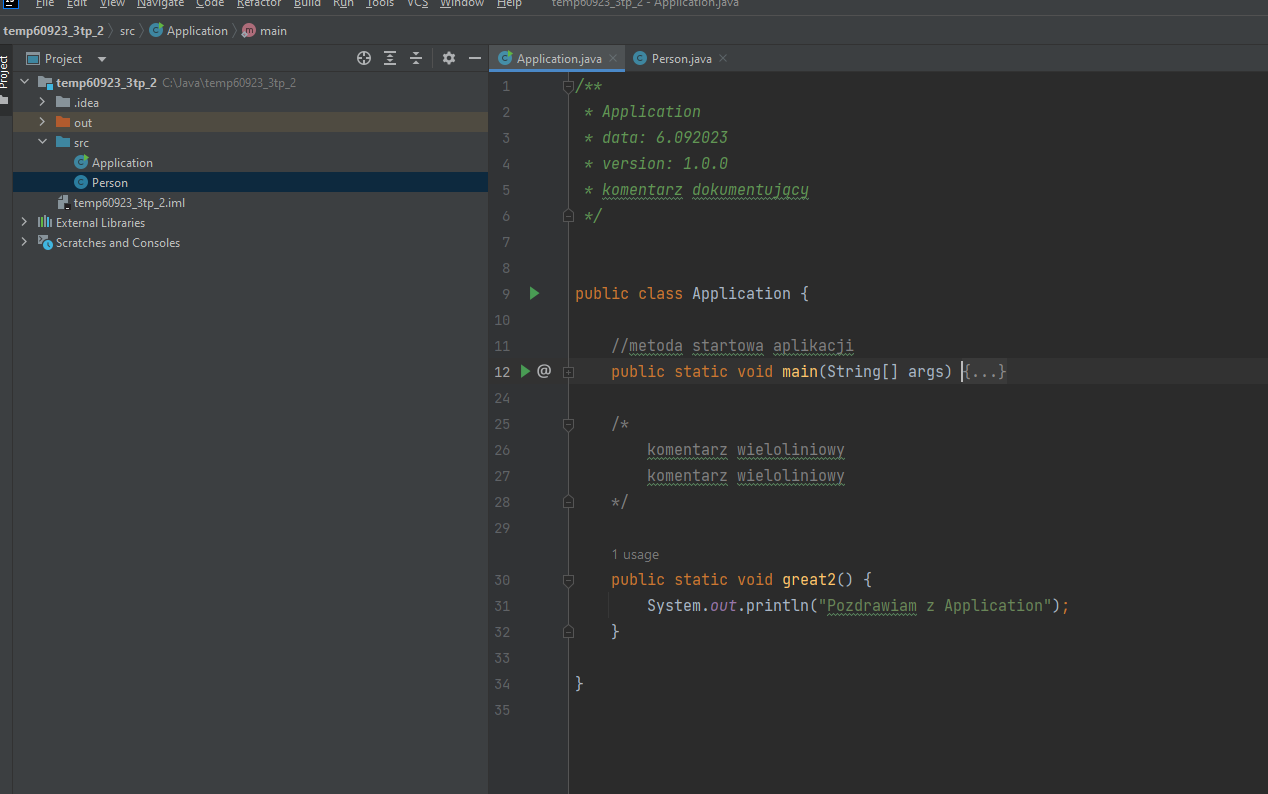 File Edit View Navigate Code Refactor Build Run Tools VCS Window Help temp60923_3tp_2 - Application.java
temp60923_3tp_2 src Application main
Project
Project
temp60923_3tp_2 C:\Java\temp60923_3tp_2
.idea
out
src
Application
Person
temp60923_3tp_2.iml
External Libraries
Scratches and Consoles
Application.java Person.java
1 /**
2 * Application
3 * data: 6.092023
4 * version: 1.0.0
5 * komentarz dokumentujący
6 */
7
8
9 public class Application {
10
11 //metoda startowa aplikacji
12 @ public static void main(String[] args) {...}
24
25 /*
26 komentarz wieloliniowy
27 komentarz wieloliniowy
28 */
29
1 usage
30 public static void great2() {
31 System.out.println("Pozdrawiam z Application");
32 }
33
34 }
35